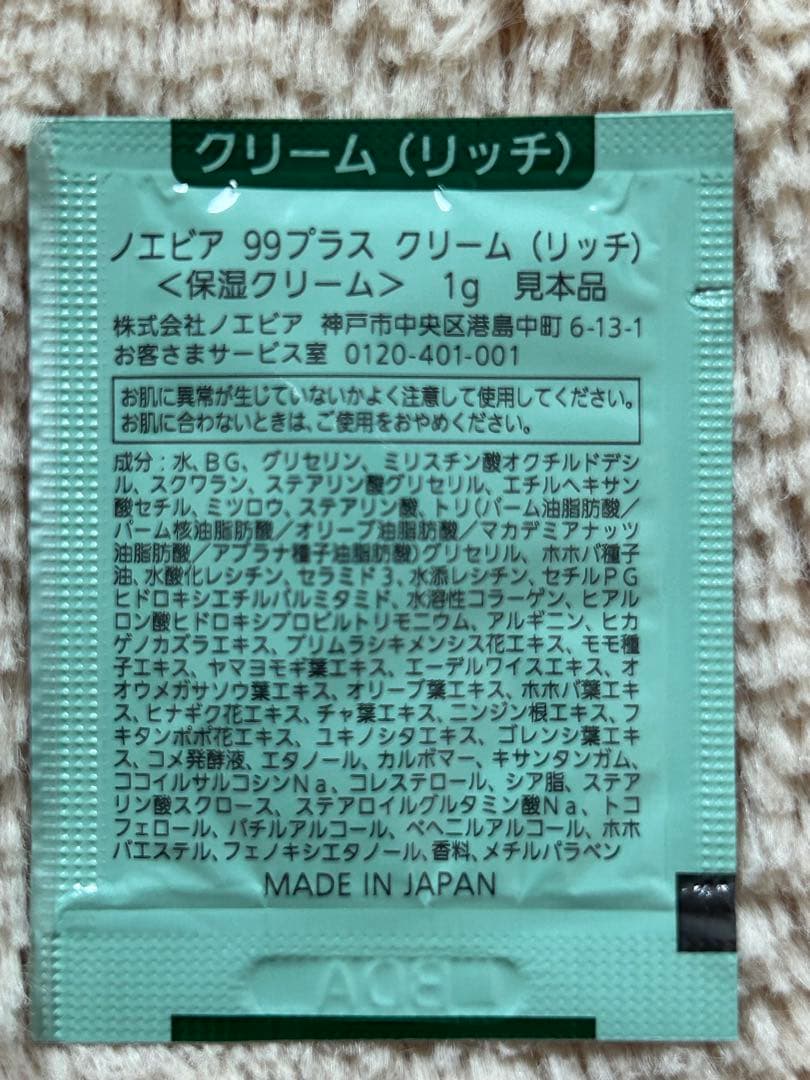 クリーム（リッチ）
ノエビア 99プラス クリーム（リッチ）
＜保湿クリーム＞ 1g 見本品
株式会社ノエビア 神戸市中央区港島中町6-13-1
お客さまサービス室 0120-401-001
お肌に異常が生じていないかよく注意して使用してください。
お肌に合わないときは、ご使用をおやめください。
成分：水、BG、グリセリン、ミリスチン酸オクチルドデシ
ル、スクワラン、ステアリン酸グリセリル、エチルヘキサン
酸セチル、ミツロウ、ステアリン酸、トリ(パーム油脂肪酸／
パーム核油脂肪酸／オリーブ油脂肪酸／マカデミアナッツ
油脂肪酸／アブラナ種子油脂肪酸)グリセリル、ホホバ種子
油、水酸化レシチン、セラミド3、水添レシチン、セチルPG
ヒドロキシエチルパルミタミド、水溶性コラーゲン、ヒアル
ロン酸ヒドロキシプロピルトリモニウム、アルギニン、ヒカ
ゲノカズラエキス、プリムラシキメンシス花エキス、モモ種
子エキス、ヤマヨモギ葉エキス、エーデルワイスエキス、オ
オウメガサソウ葉エキス、オリーブ葉エキス、ホホバ葉エキ
ス、ヒナギク花エキス、チャ葉エキス、ニンジン根エキス、フ
キタンポポ花エキス、ユキノシタエキス、ゴレンシ葉エキ
ス、コメ発酵液、エタノール、カルボマー、キサンタンガム、
ココイルサルコシンNa、コレステロール、シア脂、ステア
リン酸スクロース、ステアロイルグルタミン酸Na、トコ
フェロール、バチルアルコール、ベヘニルアルコール、ホホ
バエステル、フェノキシエタノール、香料、メチルパラベン
MADE IN JAPAN